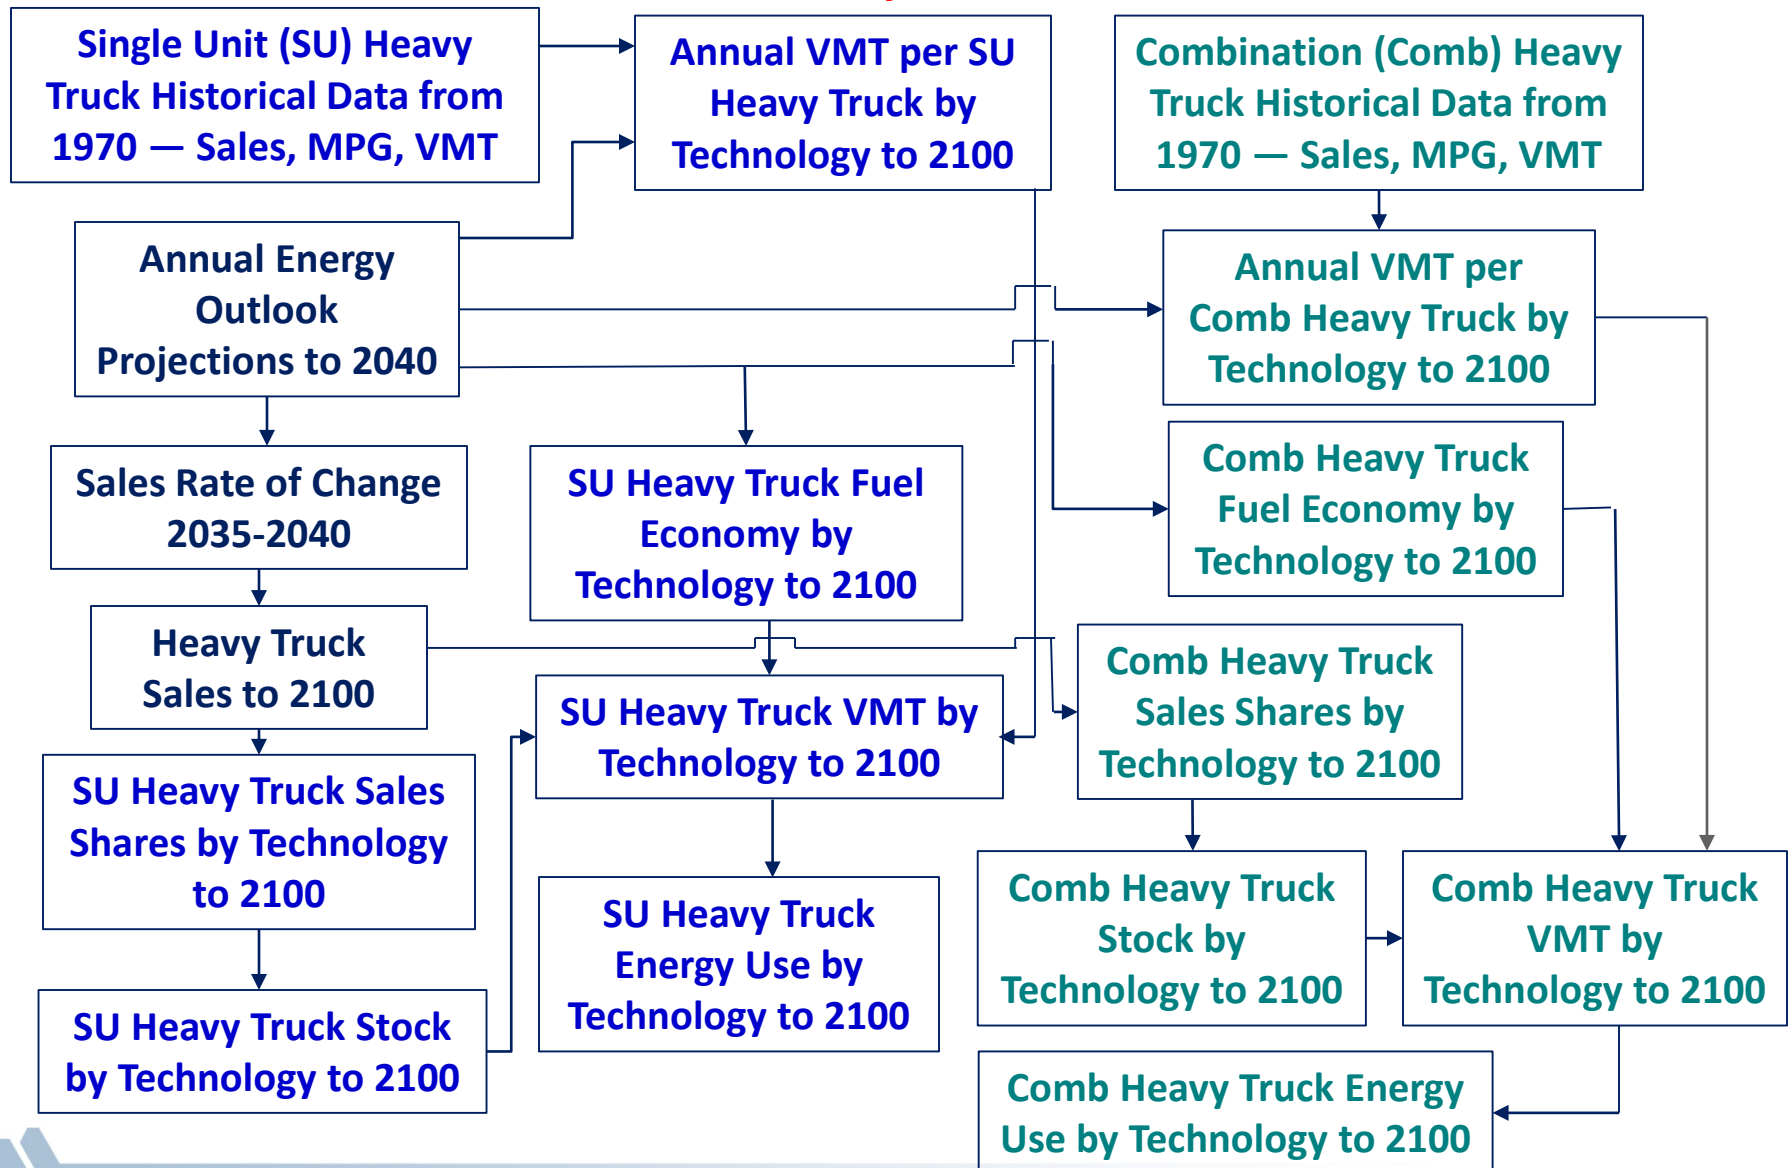 Single Unit (SU) Heavy
Truck Historical Data from
1970 — Sales, MPG, VMT
Annual VMT per SU
Heavy Truck by
Technology to 2100
Combination (Comb) Heavy
Truck Historical Data from
1970 — Sales, MPG, VMT
Annual Energy
Outlook
Projections to 2040
Annual VMT per
Comb Heavy Truck by
Technology to 2100
Sales Rate of Change
2035-2040
SU Heavy Truck Fuel
Economy by
Technology to 2100
Comb Heavy Truck
Fuel Economy by
Technology to 2100
Heavy Truck
Sales to 2100
SU Heavy Truck VMT by
Technology to 2100
Comb Heavy Truck
Sales Shares by
Technology to 2100
SU Heavy Truck Sales
Shares by Technology
to 2100
SU Heavy Truck
Energy Use by
Technology to 2100
Comb Heavy Truck
Stock by
Technology to 2100
Comb Heavy Truck
VMT by
Technology to 2100
SU Heavy Truck Stock
by Technology to 2100
Comb Heavy Truck Energy
Use by Technology to 2100